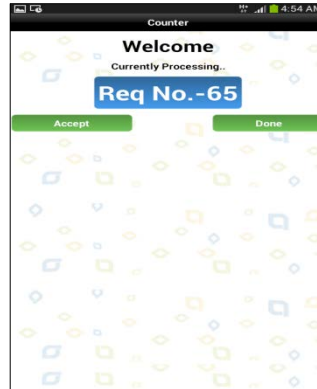 4:54 AM
Counter
Welcome
Currently Processing..
Req No.-65
Accept
Done